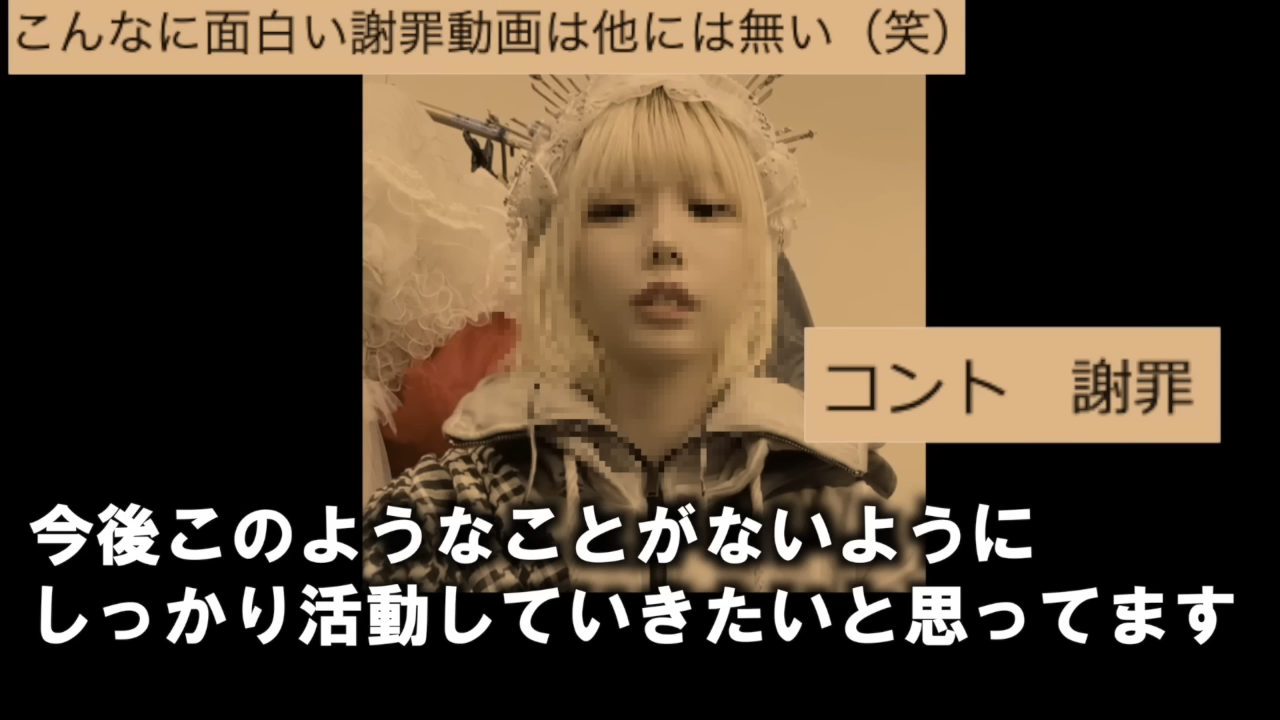 こんなに面白い謝罪動画は他には無い（笑）
コント　謝罪
今後このようなことがないように
しっかり活動していきたいと思ってます